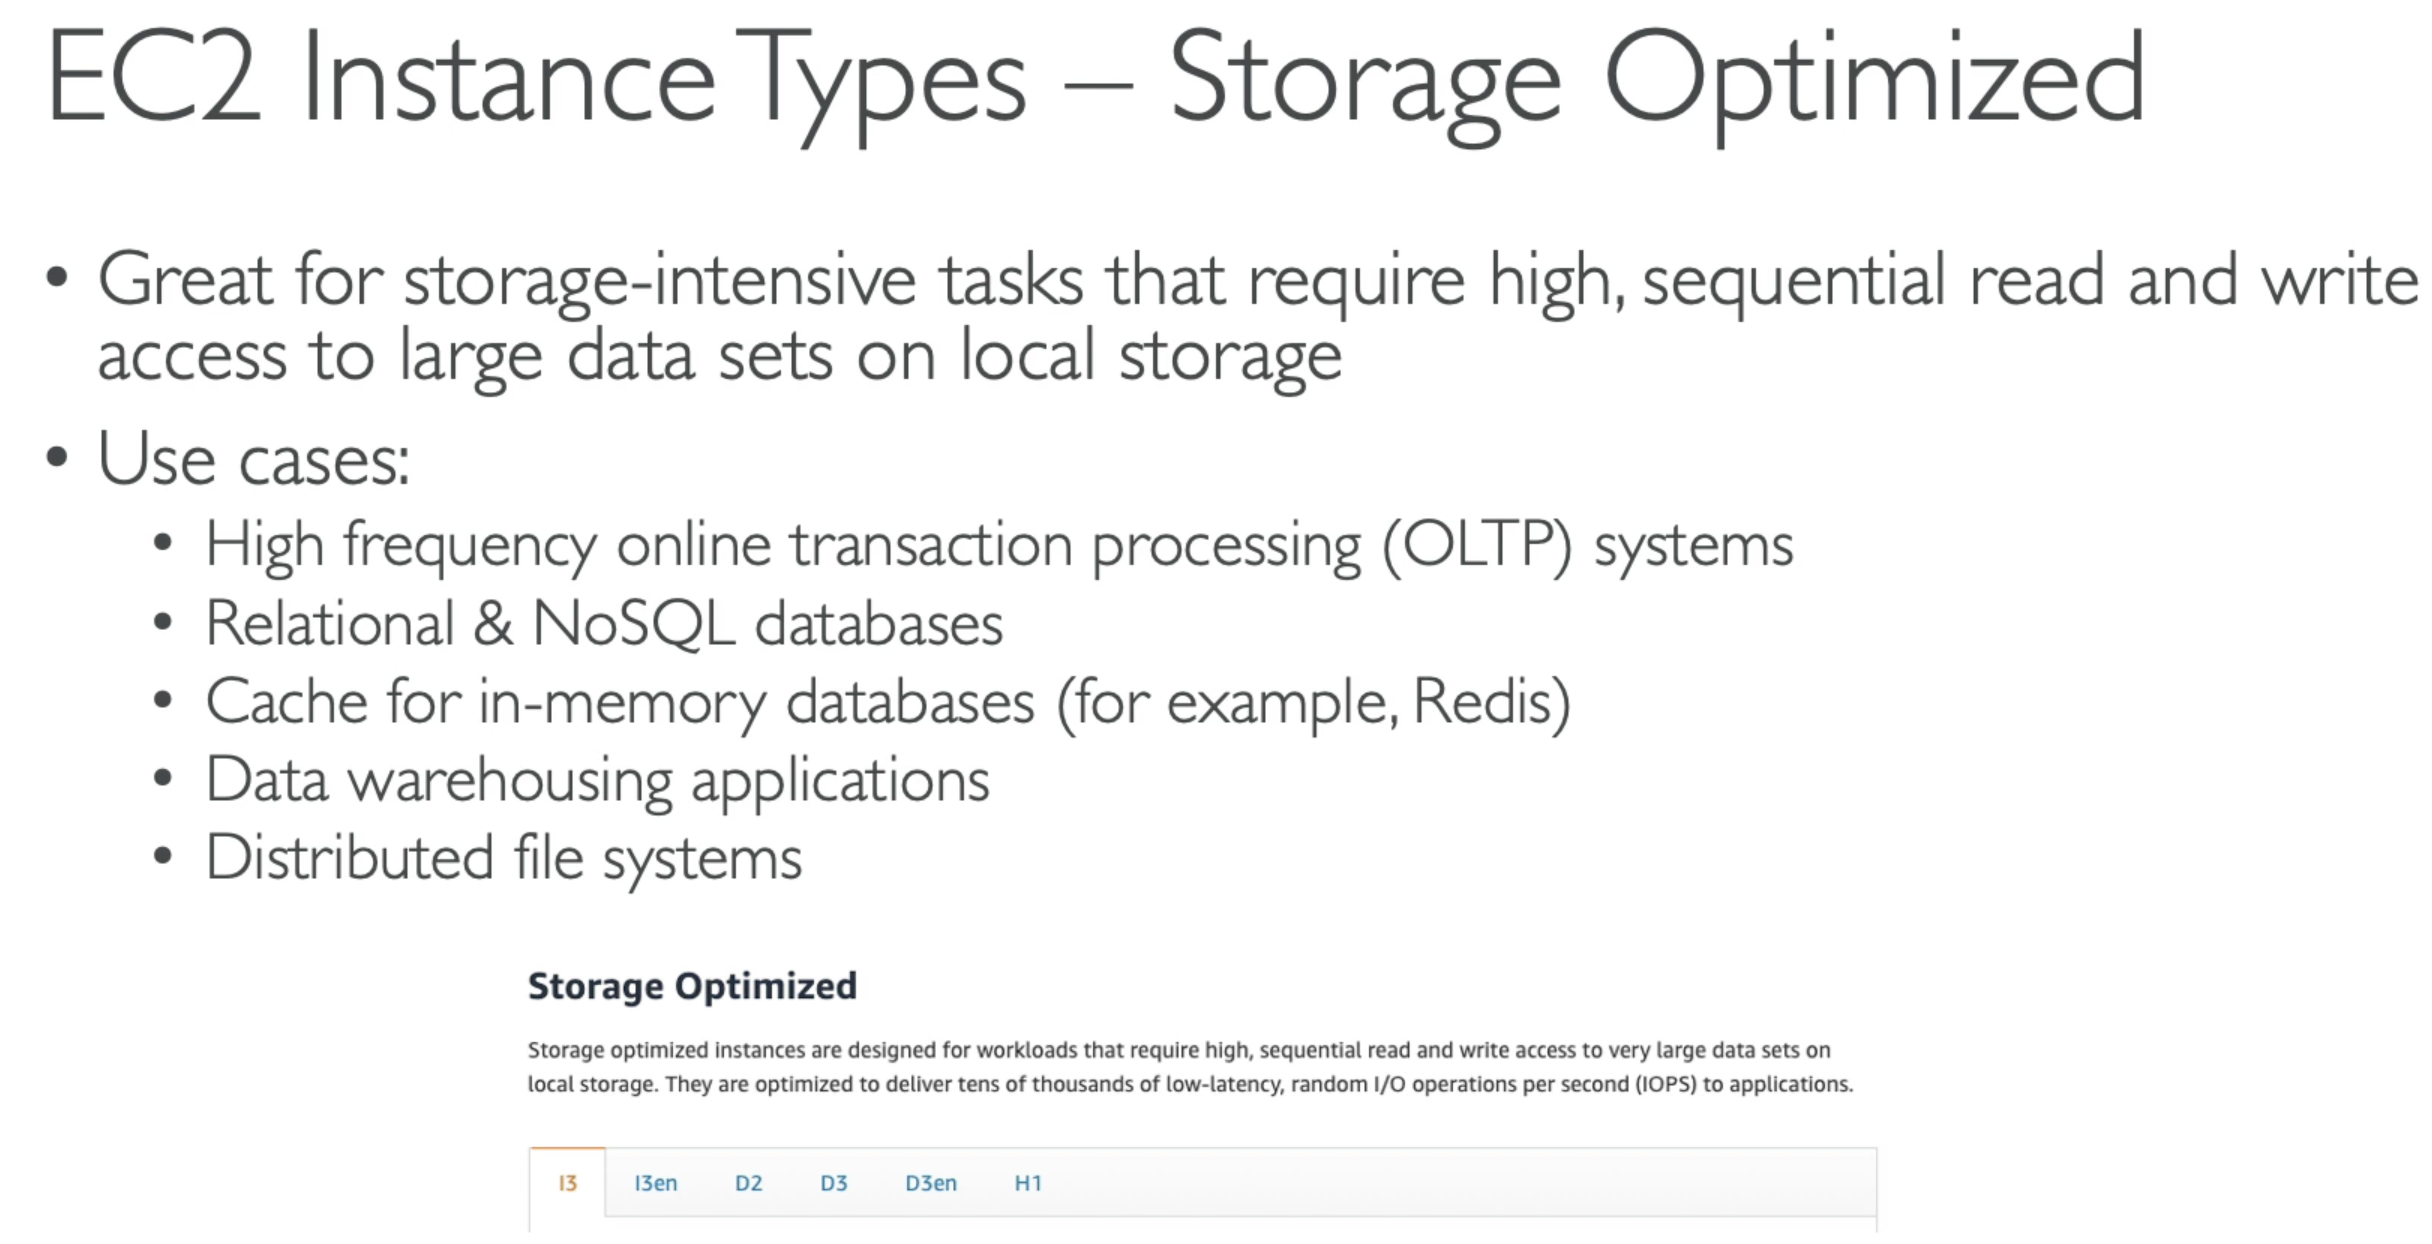 EC2 Instance Types – Storage Optimized
• Great for storage-intensive tasks that require high, sequential read and write
access to large data sets on local storage
• Use cases:
• High frequency online transaction processing (OLTP) systems
• Relational & NoSQL databases
• Cache for in-memory databases (for example, Redis)
• Data warehousing applications
• Distributed file systems
Storage Optimized
Storage optimized instances are designed for workloads that require high, sequential read and write access to very large data sets on
local storage. They are optimized to deliver tens of thousands of low-latency, random I/O operations per second (IOPS) to applications.
I3 I3en D2 D3 D3en H1